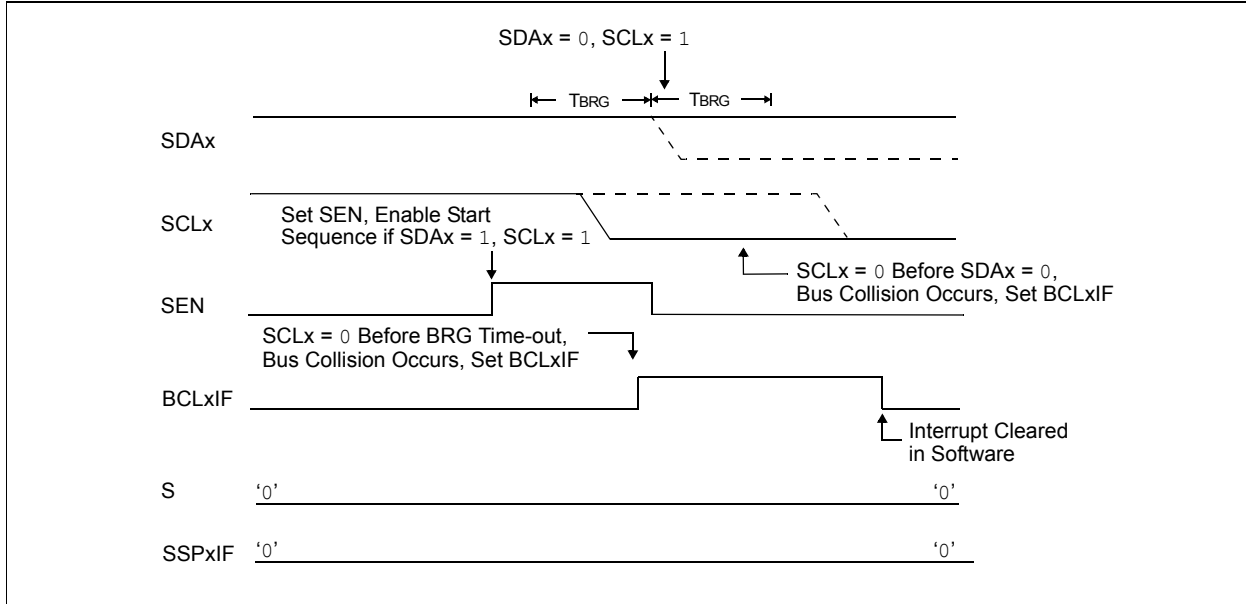 SDAx = 0, SCLx = 1
TBRG TBRG
SDAx
SCLx
Set SEN, Enable Start
Sequence if SDAx = 1, SCLx = 1
SCLx = 0 Before SDAx = 0,
Bus Collision Occurs, Set BCLxIF
SEN
SCLx = 0 Before BRG Time-out,
Bus Collision Occurs, Set BCLxIF
BCLxIF
Interrupt Cleared
in Software
S ‘0’ ‘0’
SSPxIF ‘0’ ‘0’